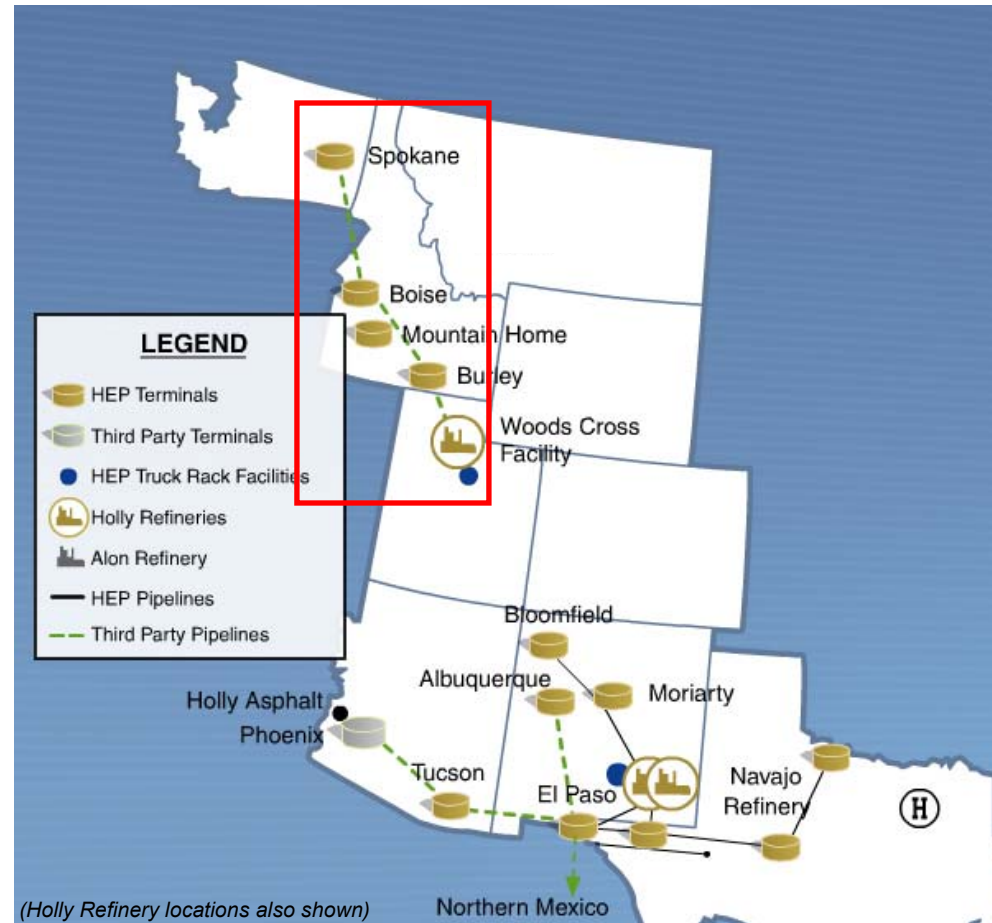 Spokane
Boise
Mountain Home
Burley
Woods Cross
Facility
LEGEND
HEP Terminals
Third Party Terminals
HEP Truck Rack Facilities
Holly Refineries
Alon Refinery
HEP Pipelines
Third Party Pipelines
Bloomfield
Albuquerque
Moriarty
Holly Asphalt
Phoenix
Tucson
El Paso
Navajo
Refinery
H
Northern Mexico
(Holly Refinery locations also shown)